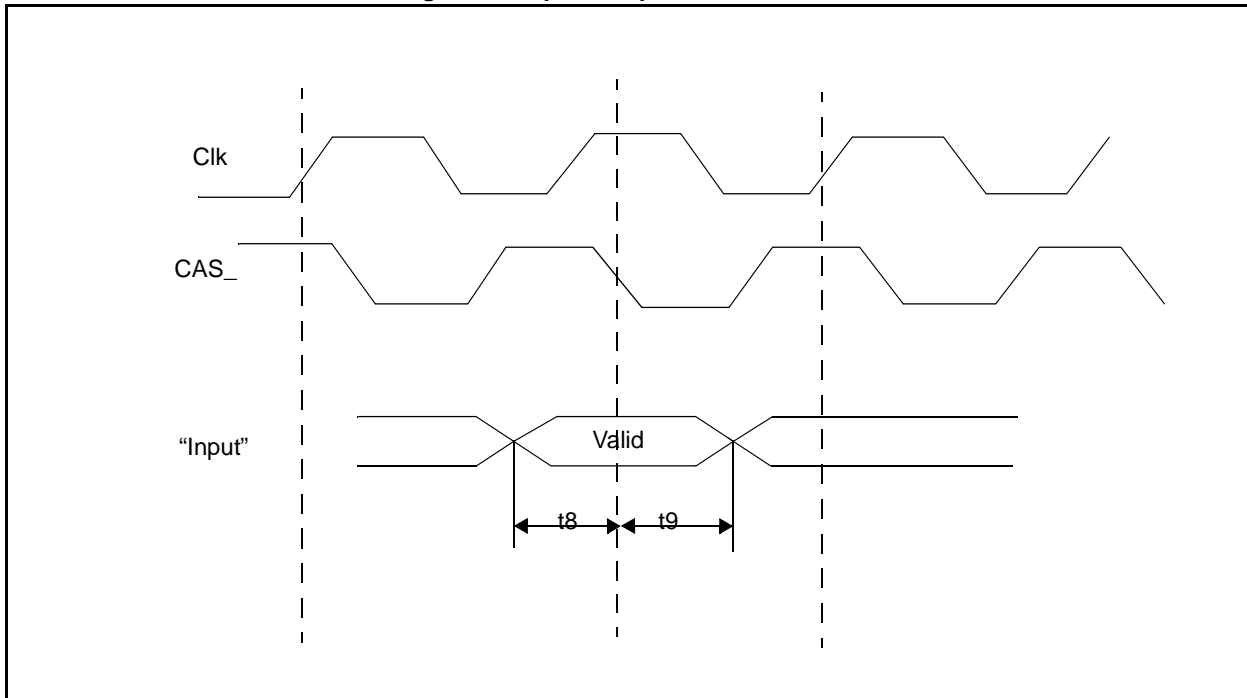 Clk
CAS_
“Input”
Valid
t8
t9